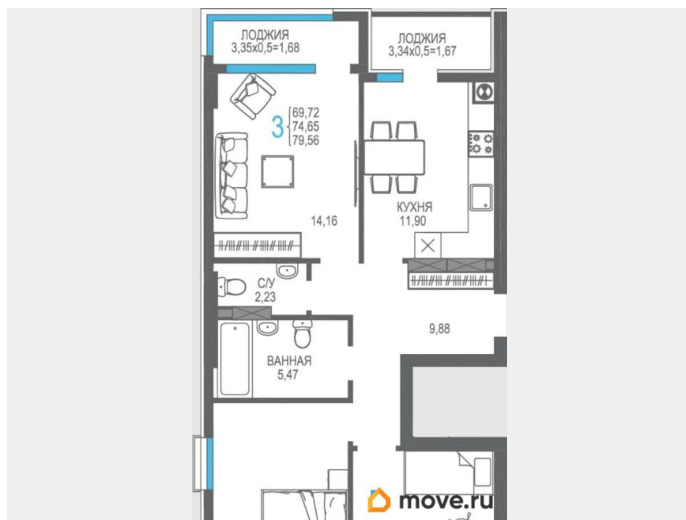 ЛОДЖИЯ
3,35x0,5=1,68
ЛОДЖИЯ
3,34x0,5=1,67
3
69,72
74,65
79,56
14,16
КУХНЯ
11,90
С/У
2,23
9,88
ВАННАЯ
5,47
move.ru